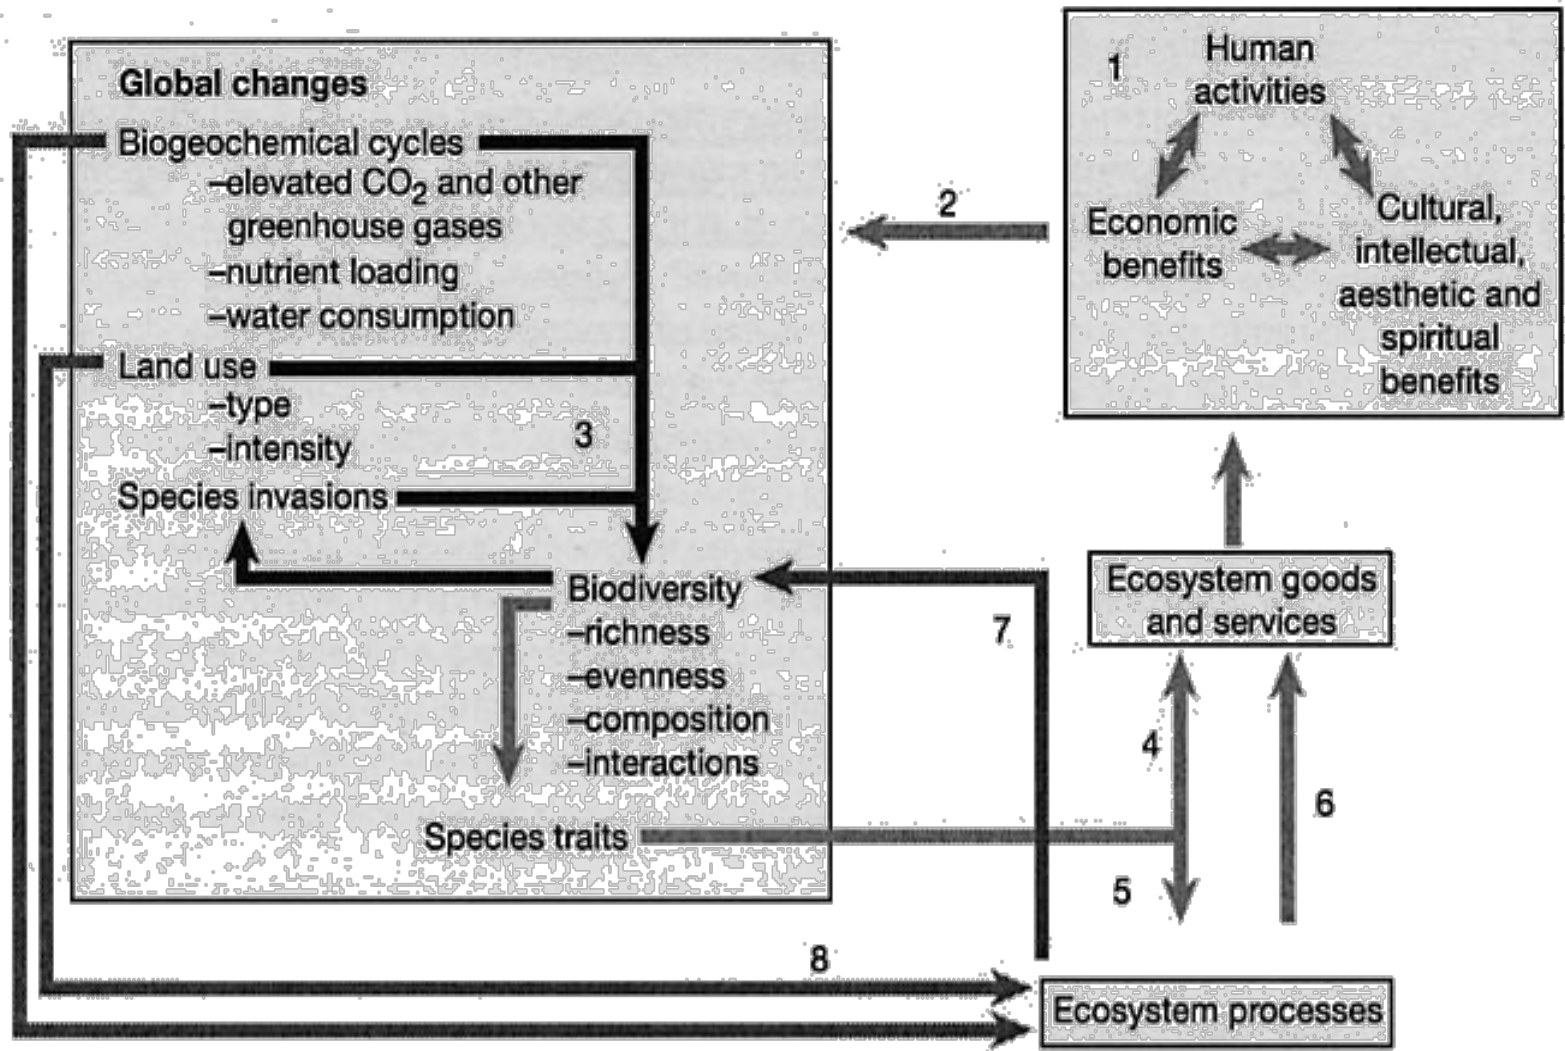 Global changes
Biogeochemical cycles
–elevated CO₂ and other
greenhouse gases
–nutrient loading
–water consumption
Land use
–type
–intensity
3
Species invasions
Biodiversity
–richness
–evenness
–composition
–interactions
Species traits
2
1
Human
activities
Economic
benefits
Cultural,
intellectual,
aesthetic and
spiritual
benefits
Ecosystem goods
and services
7
4
6
5
8
Ecosystem processes